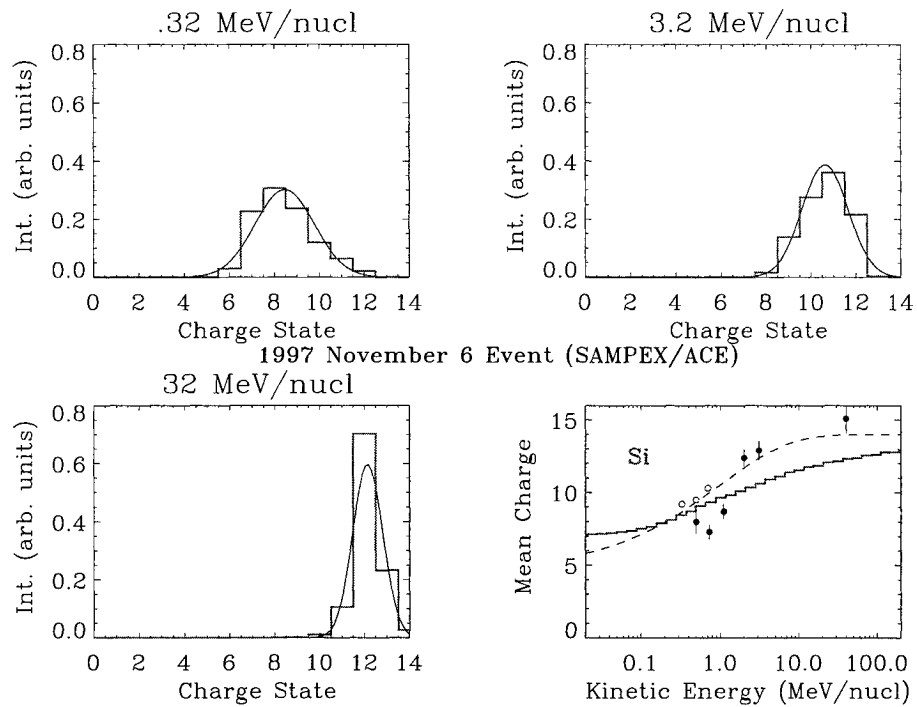 .32 MeV/nucl
3.2 MeV/nucl
0.8
0.6
0.4
0.2
0.0
Int. (arb. units)
0 2 4 6 8 10 12 14
Charge State
0.8
0.6
0.4
0.2
0.0
Int. (arb. units)
0 2 4 6 8 10 12 14
Charge State
1997 November 6 Event (SAMPEX/ACE)
32 MeV/nucl
0.8
0.6
0.4
0.2
0.0
Int. (arb. units)
0 2 4 6 8 10 12 14
Charge State
15
10
5
0
Mean Charge
Si
0.1 1.0 10.0 100.0
Kinetic Energy (MeV/nucl)